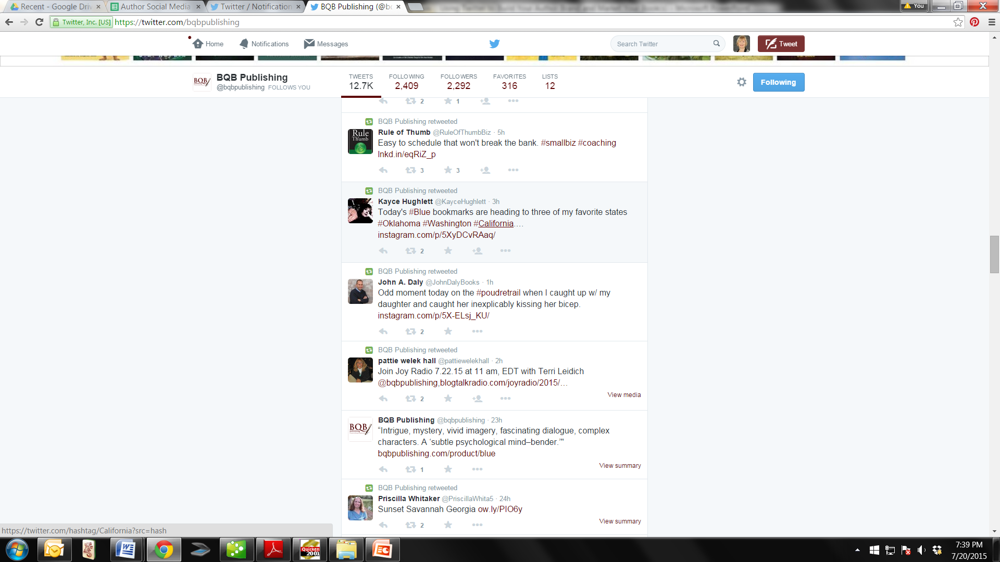 Recent - Google Driv
Author Social Media
Twitter / Notification
BQB Publishing (@bc
You
Twitter, Inc. [US]
https://twitter.com/bqbpublishing
Home
Notifications
Messages
Search Twitter
Tweet
BQB
BQB Publishing
@bqbpublishing FOLLOWS YOU
TWEETS
12.7K
FOLLOWING
2,409
FOLLOWERS
2,292
FAVORITES
316
LISTS
12
Following
2 1
BQB Publishing retweeted
Rule of Thumb
Rule of Thumb @RuleOfThumbBiz · 5h
Easy to schedule that won't break the bank. #smallbiz #coaching
lnkd.in/eqRiZ_p
3 3
BQB Publishing retweeted
Kayce Hughlett @KayceHughlett · 3h
Today's #Blue bookmarks are heading to three of my favorite states
#Oklahoma #Washington #California.…
instagram.com/p/5XyDCvRAaq/
2
BQB Publishing retweeted
John A. Daly @JohnDalyBooks · 1h
Odd moment today on the #poudretrail when I caught up w/ my
daughter and caught her inexplicably kissing her bicep.
instagram.com/p/5X-ELsj_KU/
2
BQB Publishing retweeted
pattie welek hall @pattiewelekhall · 2h
Join Joy Radio 7.22.15 at 11 am, EDT with Terri Leidich
@bqbpublishing,blogtalkradio.com/joyradio/2015/…
View media
2
BQB
BQB Publishing @bqbpublishing · 23h
“Intrigue, mystery, vivid imagery, fascinating dialogue, complex
characters. A ‘subtle psychological mind–bender.’"
bqbpublishing.com/product/blue
View summary
1
BQB Publishing retweeted
Priscilla Whitaker @PriscillaWhita5 · 24h
Sunset Savannah Georgia ow.ly/PIO6y
View summary
2
https://twitter.com/hashtag/California?src=hash
Quicken
2001
7:39 PM
7/20/2015